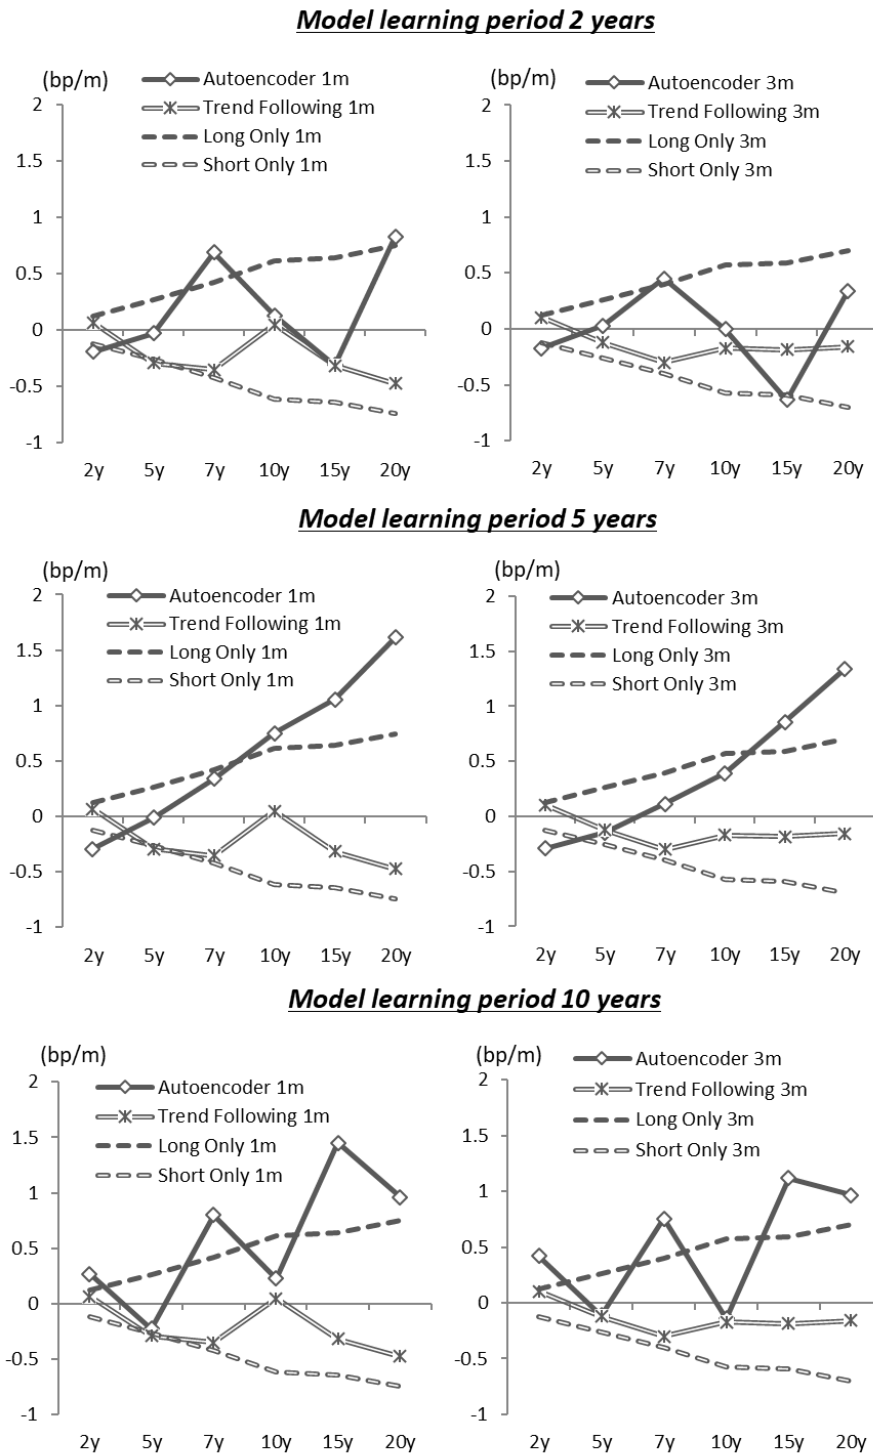 Model learning period 2 years
(bp/m)
Autoencoder 1m
Trend Following 1m
Long Only 1m
Short Only 1m
2
1.5
1
0.5
0
-0.5
-1
2y 5y 7y 10y 15y 20y
(bp/m)
Autoencoder 3m
Trend Following 3m
Long Only 3m
Short Only 3m
2
1.5
1
0.5
0
-0.5
-1
2y 5y 7y 10y 15y 20y
Model learning period 5 years
(bp/m)
Autoencoder 1m
Trend Following 1m
Long Only 1m
Short Only 1m
2
1.5
1
0.5
0
-0.5
-1
2y 5y 7y 10y 15y 20y
(bp/m)
Autoencoder 3m
Trend Following 3m
Long Only 3m
Short Only 3m
2
1.5
1
0.5
0
-0.5
-1
2y 5y 7y 10y 15y 20y
Model learning period 10 years
(bp/m)
Autoencoder 1m
Trend Following 1m
Long Only 1m
Short Only 1m
2
1.5
1
0.5
0
-0.5
-1
2y 5y 7y 10y 15y 20y
(bp/m)
Autoencoder 3m
Trend Following 3m
Long Only 3m
Short Only 3m
2
1.5
1
0.5
0
-0.5
-1
2y 5y 7y 10y 15y 20y